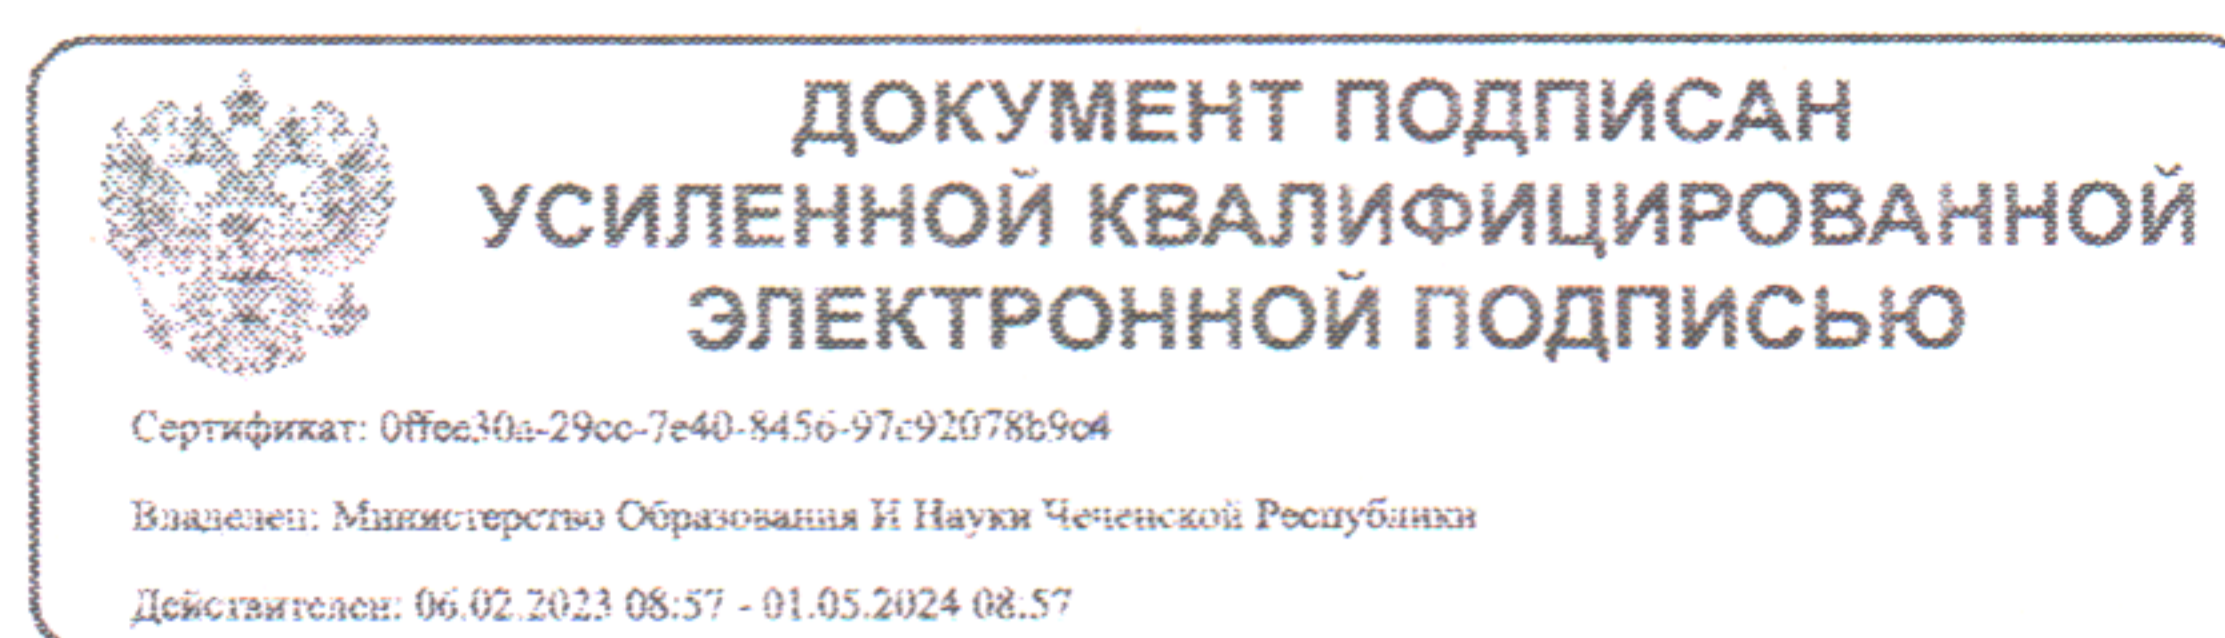 ДОКУМЕНТ ПОДПИСАН
УСИЛЕННОЙ КВАЛИФИЦИРОВАННОЙ
ЭЛЕКТРОННОЙ ПОДПИСЬЮ
Сертификат: 0ffee30a-29cc-7e40-8456-97c92078b9c4
Владелец: Министерство Образования И Науки Чеченской Республики
Действителен: 06.02.2023 08:57 - 01.05.2024 08:57